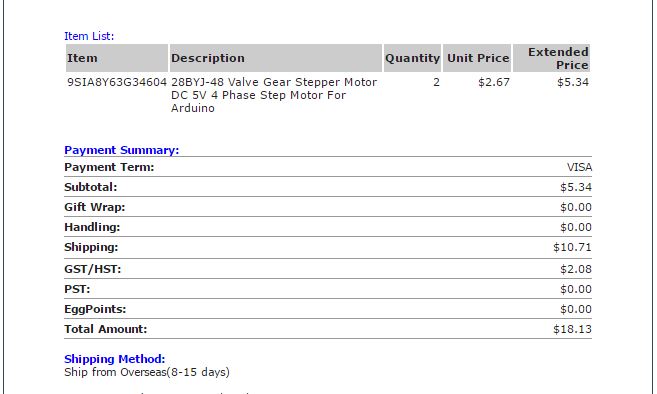 Item List:
Item Description Quantity Unit Price Extended Price
9SIA8Y63G34604 28BYJ-48 Valve Gear Stepper Motor 2 $2.67 $5.34
DC 5V 4 Phase Step Motor For
Arduino
Payment Summary:
Payment Term: VISA
Subtotal: $5.34
Gift Wrap: $0.00
Handling: $0.00
Shipping: $10.71
GST/HST: $2.08
PST: $0.00
EggPoints: $0.00
Total Amount: $18.13
Shipping Method:
Ship from Overseas(8-15 days)